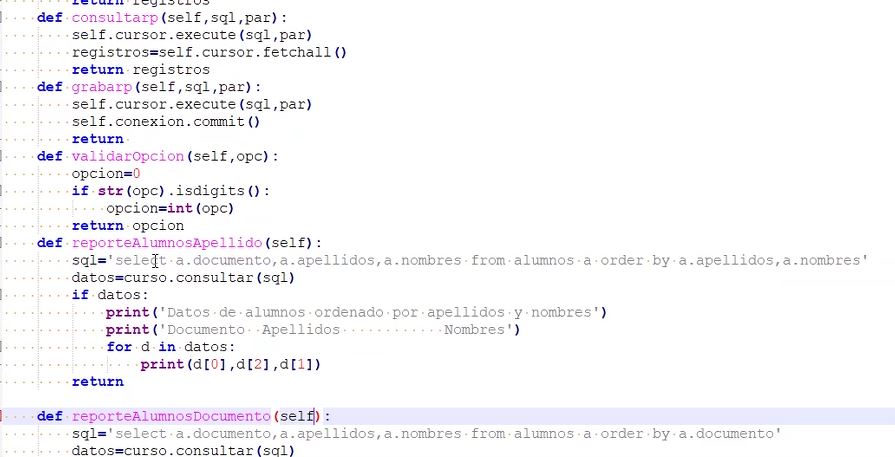 return registros
def consultarp(self,sql,par):
self.cursor.execute(sql,par)
registros=self.cursor.fetchall()
return registros
def grabarp(self,sql,par):
self.cursor.execute(sql,par)
self.conexion.commit()
return
def validarOpcion(self,opc):
opcion=0
if str(opc).isdigits():
opcion=int(opc)
return opcion
def reporteAlumnosApellido(self):
sql='select a.documento,a.apellidos,a.nombres from alumnos a order by a.apellidos,a.nombres'
datos=curso.consultar(sql)
if datos:
print('Datos de alumnos ordenado por apellidos y nombres')
print('Documento  Apellidos            Nombres')
for d in datos:
print(d[0],d[2],d[1])
return
def reporteAlumnosDocumento(self):
sql='select a.documento,a.apellidos,a.nombres from alumnos a order by a.documento'
datos=curso.consultar(sql)